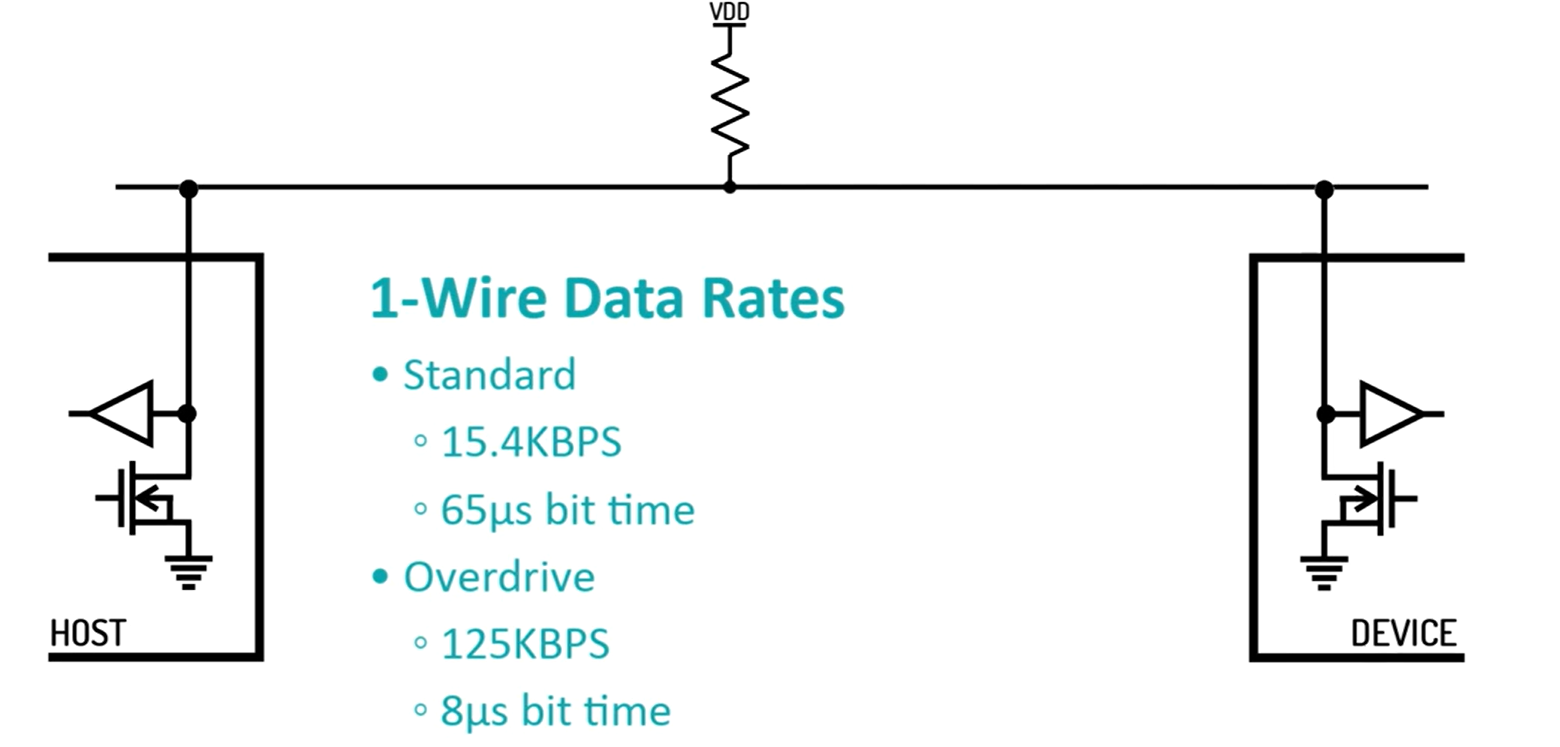 VDD
1-Wire Data Rates
• Standard
◦ 15.4KBPS
◦ 65µs bit time
• Overdrive
◦ 125KBPS
◦ 8µs bit time
HOST
DEVICE